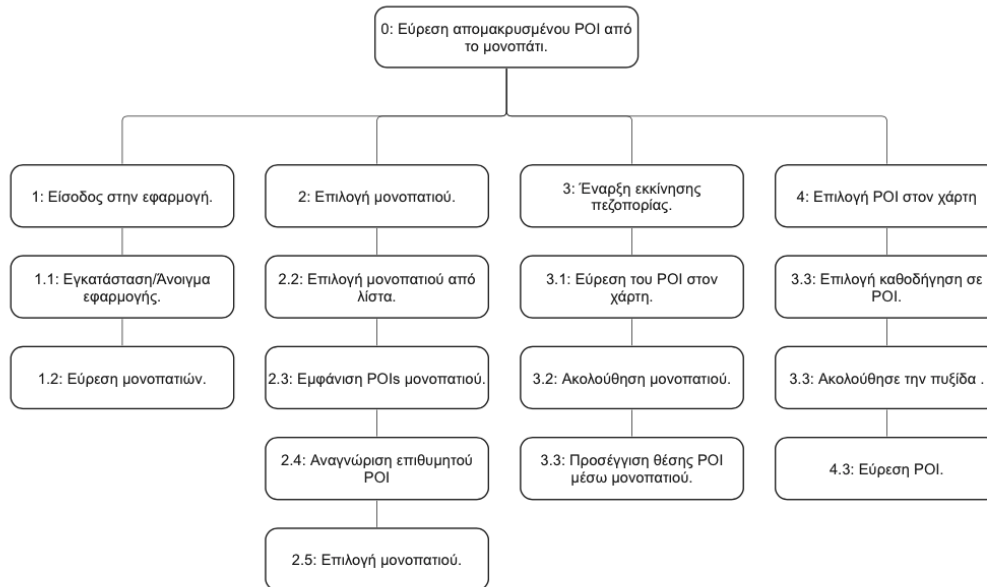 0: Εύρεση απομακρυσμένου POI από
το μονοπάτι.
1: Είσοδος στην εφαρμογή.
2: Επιλογή μονοπατιού.
3: Έναρξη εκκίνησης
πεζοπορίας.
4: Επιλογή POI στον χάρτη
1.1: Εγκατάσταση/Άνοιγμα
εφαρμογής.
2.2: Επιλογή μονοπατιού από
λίστα.
3.1: Εύρεση του POI στον
χάρτη.
3.3: Επιλογή καθοδήγηση σε
POI.
1.2: Εύρεση μονοπατιών.
2.3: Εμφάνιση POIs μονοπατιού.
3.2: Ακολούθηση μονοπατιού.
3.3: Ακολούθησε την πυξίδα .
2.4: Αναγνώριση επιθυμητού
POI
3.3: Προσέγγιση θέσης POI
μέσω μονοπατιού.
4.3: Εύρεση POI.
2.5: Επιλογή μονοπατιού.